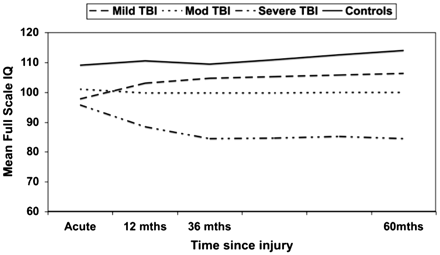 Mild TBI Mod TBI Severe TBI Controls
120
110
100
90
80
70
60
Mean Full Scale IQ
Acute 12 mths 36 mths 60mths
Time since injury